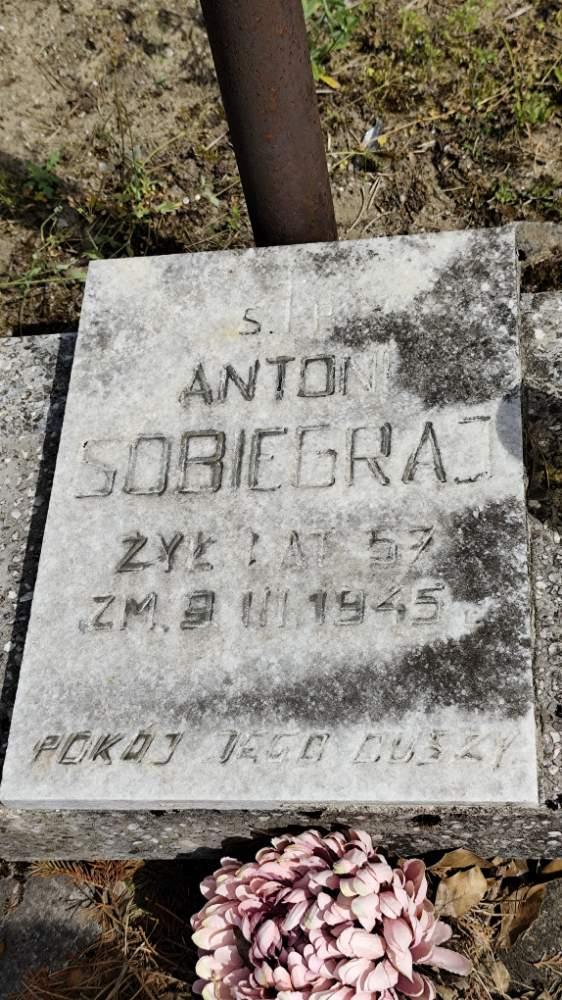 Ś.†P.
ANTONI
SOBIEGRAJ
ŻYŁ LAT 57
ZM. 9 III 1945 R.
POKÓJ JEGO DUSZY